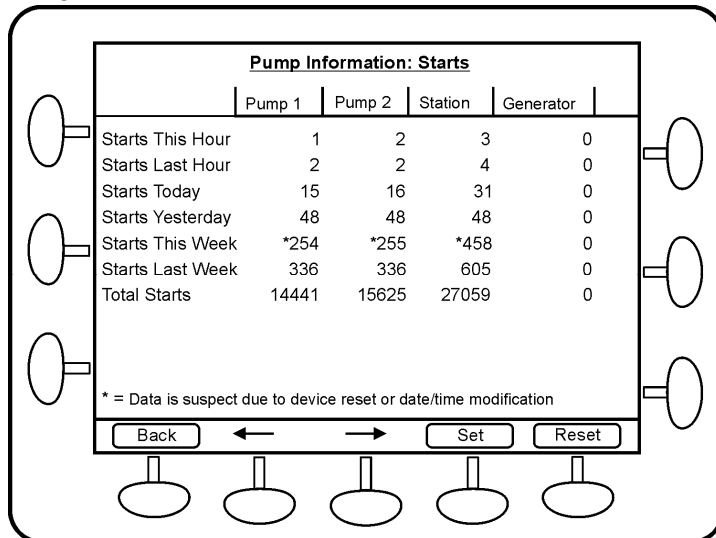 Pump Information: Starts
Pump 1 Pump 2 Station Generator
Starts This Hour 1 2 3 0
Starts Last Hour 2 2 4 0
Starts Today 15 16 31 0
Starts Yesterday 48 48 48 0
Starts This Week *254 *255 *458 0
Starts Last Week 336 336 605 0
Total Starts 14441 15625 27059 0
* = Data is suspect due to device reset or date/time modification
Back ← → Set Reset